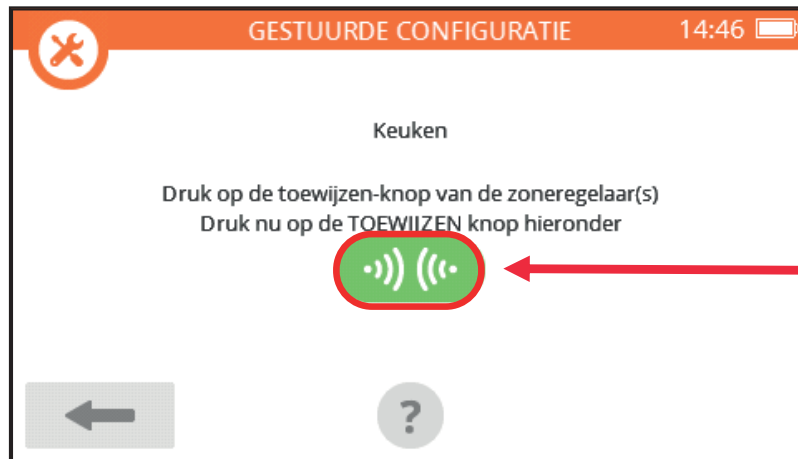 GESTUURDE CONFIGURATIE 14:46
Keuken
Druk op de toewijzen-knop van de zoneregelaar(s)
Druk nu op de TOEWIJZEN knop hieronder
?